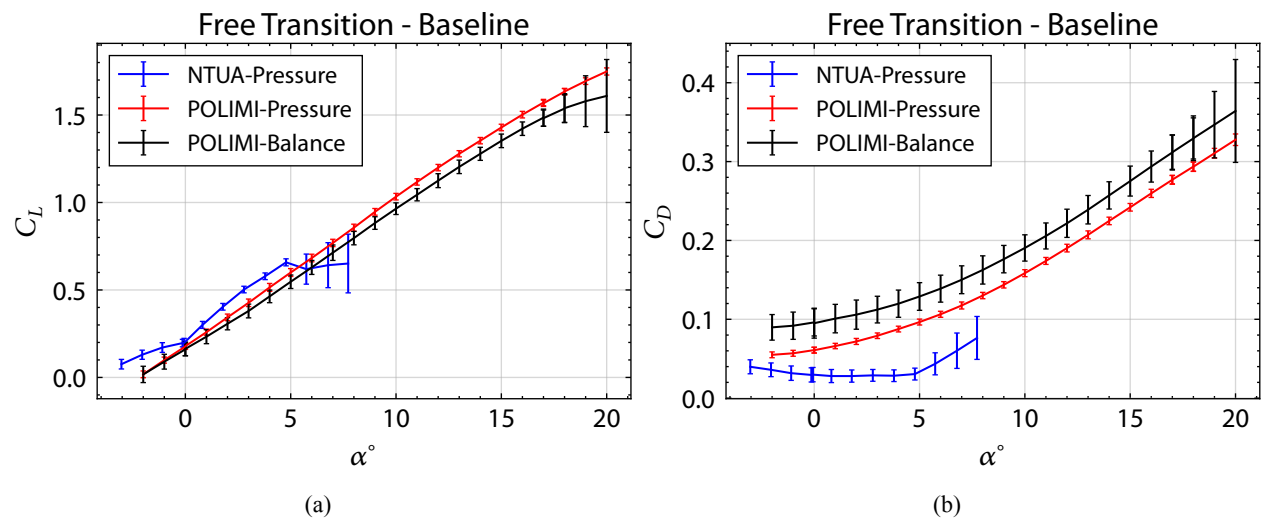 Free Transition - Baseline
NTUA-Pressure
POLIMI-Pressure
POLIMI-Balance
C_L
1.5
1.0
0.5
0.0
0 5 10 15 20
α°
(a)
Free Transition - Baseline
NTUA-Pressure
POLIMI-Pressure
POLIMI-Balance
C_D
0.4
0.3
0.2
0.1
0.0
0 5 10 15 20
α°
(b)